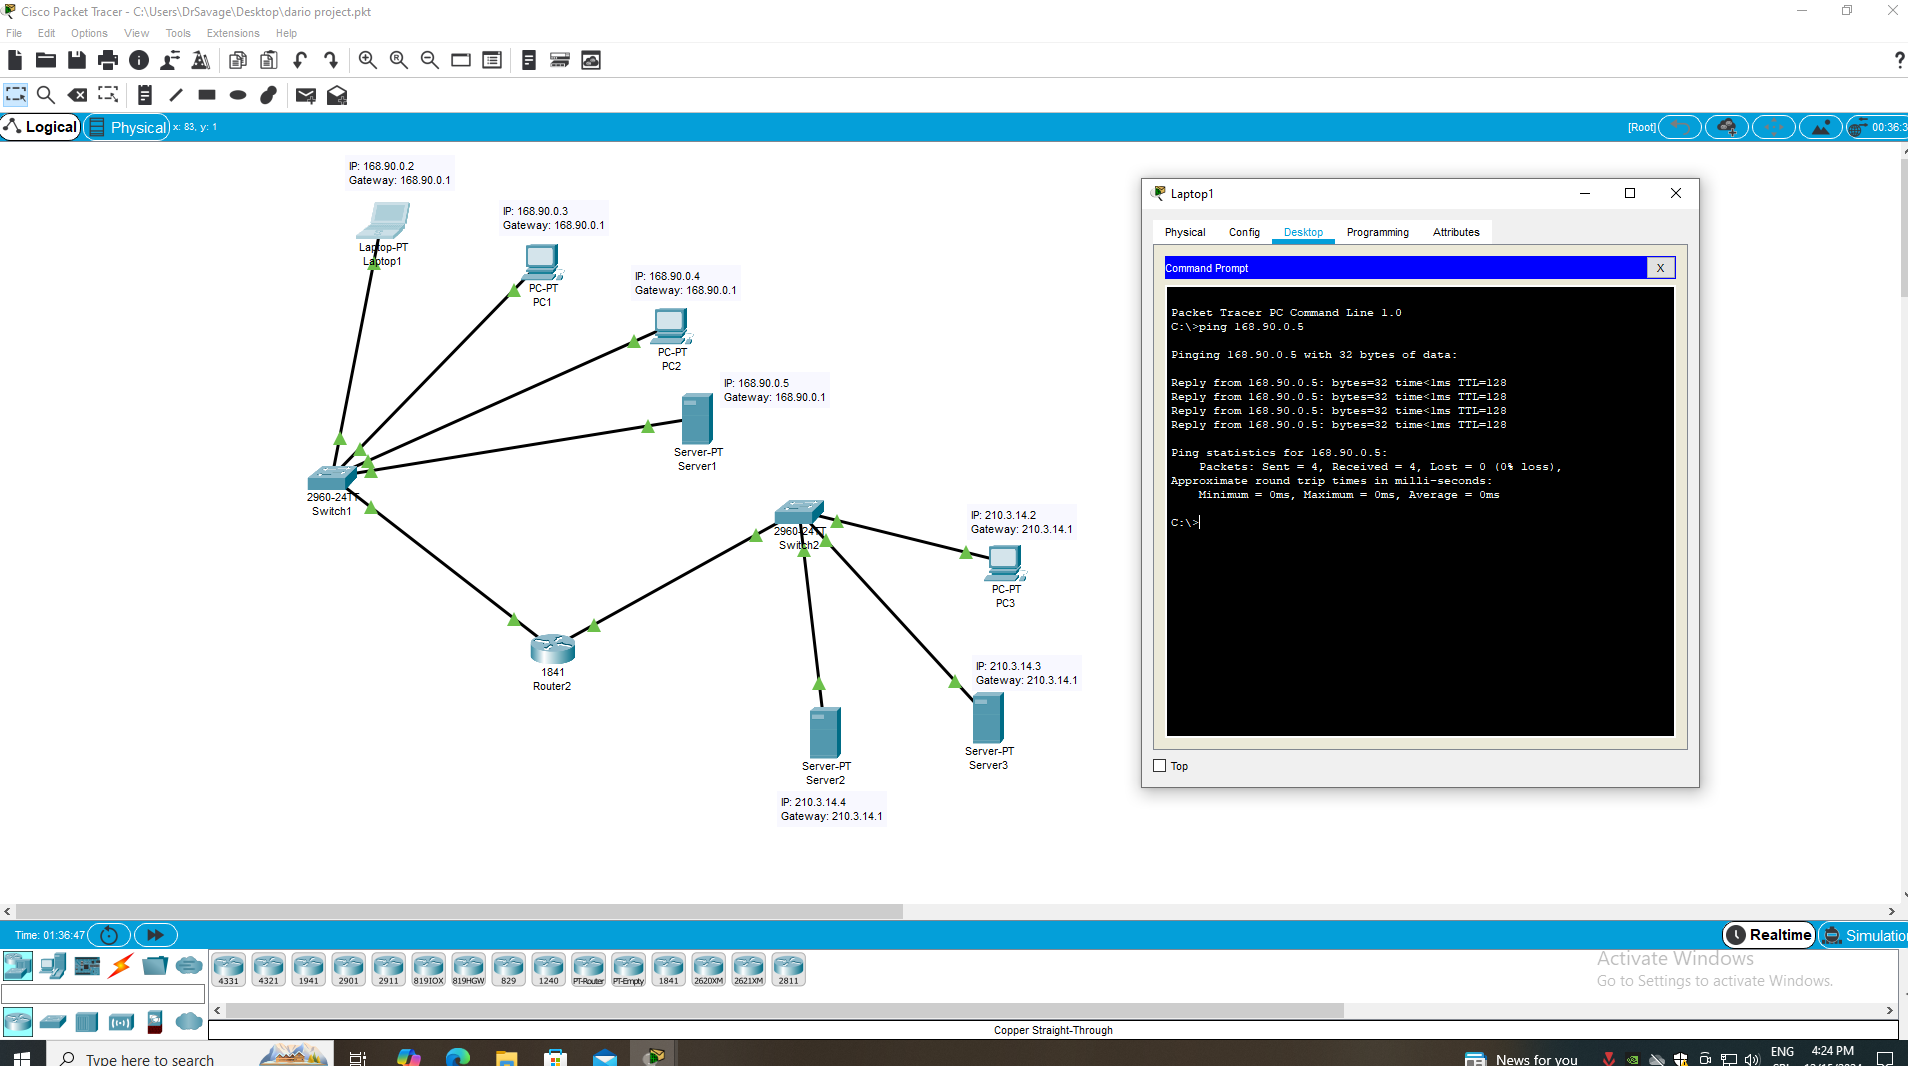 Cisco Packet Tracer - C:\Users\DrSavage\Desktop\dario project.pkt
File Edit Options View Tools Extensions Help
Logical Physical x: 83, y: 1 [Root] 00:36:3
IP: 168.90.0.2
Gateway: 168.90.0.1
Laptop-PT
Laptop1
IP: 168.90.0.3
Gateway: 168.90.0.1
PC-PT
PC1
IP: 168.90.0.4
Gateway: 168.90.0.1
PC-PT
PC2
IP: 168.90.0.5
Gateway: 168.90.0.1
Server-PT
Server1
2960-24TT
Switch1
2960-24TT
Switch2
IP: 210.3.14.2
Gateway: 210.3.14.1
PC-PT
PC3
1841
Router2
IP: 210.3.14.3
Gateway: 210.3.14.1
Server-PT
Server3
Server-PT
Server2
IP: 210.3.14.4
Gateway: 210.3.14.1
Laptop1
Physical Config Desktop Programming Attributes
Command Prompt X
Packet Tracer PC Command Line 1.0
C:\>ping 168.90.0.5
Pinging 168.90.0.5 with 32 bytes of data:
Reply from 168.90.0.5: bytes=32 time<1ms TTL=128
Reply from 168.90.0.5: bytes=32 time<1ms TTL=128
Reply from 168.90.0.5: bytes=32 time<1ms TTL=128
Reply from 168.90.0.5: bytes=32 time<1ms TTL=128
Ping statistics for 168.90.0.5:
Packets: Sent = 4, Received = 4, Lost = 0 (0% loss),
Approximate round trip times in milli-seconds:
Minimum = 0ms, Maximum = 0ms, Average = 0ms
C:\>
Top
Time: 01:36:47 Realtime Simulation
4331 4321 1941 2901 2911 819IOX 819HGW 829 1240 PT-Router PT-Empty 1841 2620XM 2621XM 2811
Activate Windows
Go to Settings to activate Windows.
Copper Straight-Through
Type here to search News for you ENG 4:24 PM